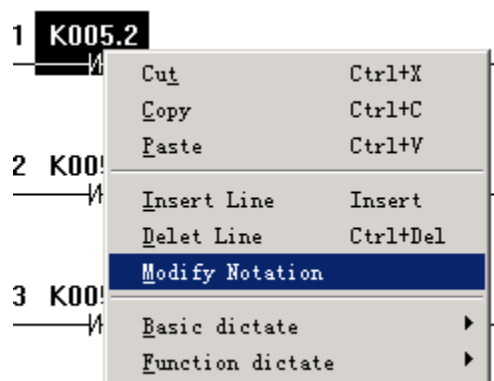 1 K005.2
Cut Ctrl+X
Copy Ctrl+C
Paste Ctrl+V
2
Insert Line Insert
Delet Line Ctrl+Del
Modify Notation
3
Basic dictate
Function dictate